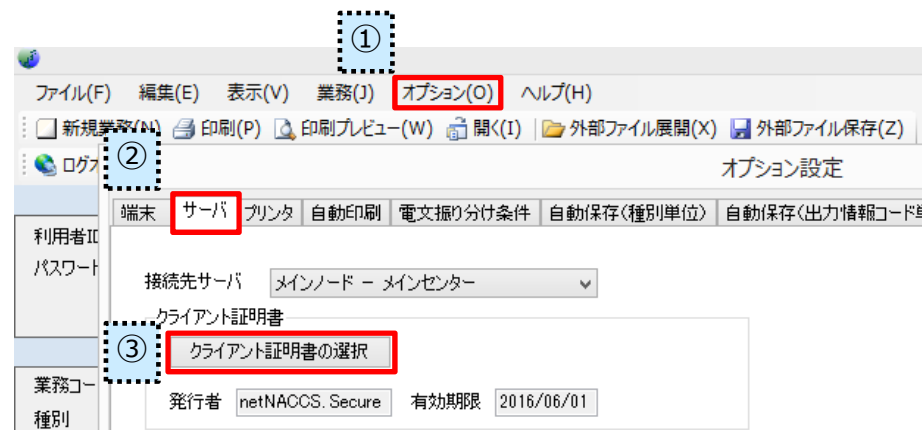 ①
ファイル(F) 編集(E) 表示(V) 業務(J) オプション(O) ヘルプ(H)
新規業務(N) 印刷(P) 印刷プレビュー(W) 開く(I) 外部ファイル展開(X) 外部ファイル保存(Z)
②
ログオ
オプション設定
端末 サーバ プリンタ 自動印刷 電文振り分け条件 自動保存(種別単位) 自動保存(出力情報コード単
利用者ID
パスワード
接続先サーバ メインノード － メインセンター
クライアント証明書
③
クライアント証明書の選択
業務コー
発行者 netNACCS.Secure 有効期限 2016/06/01
種別